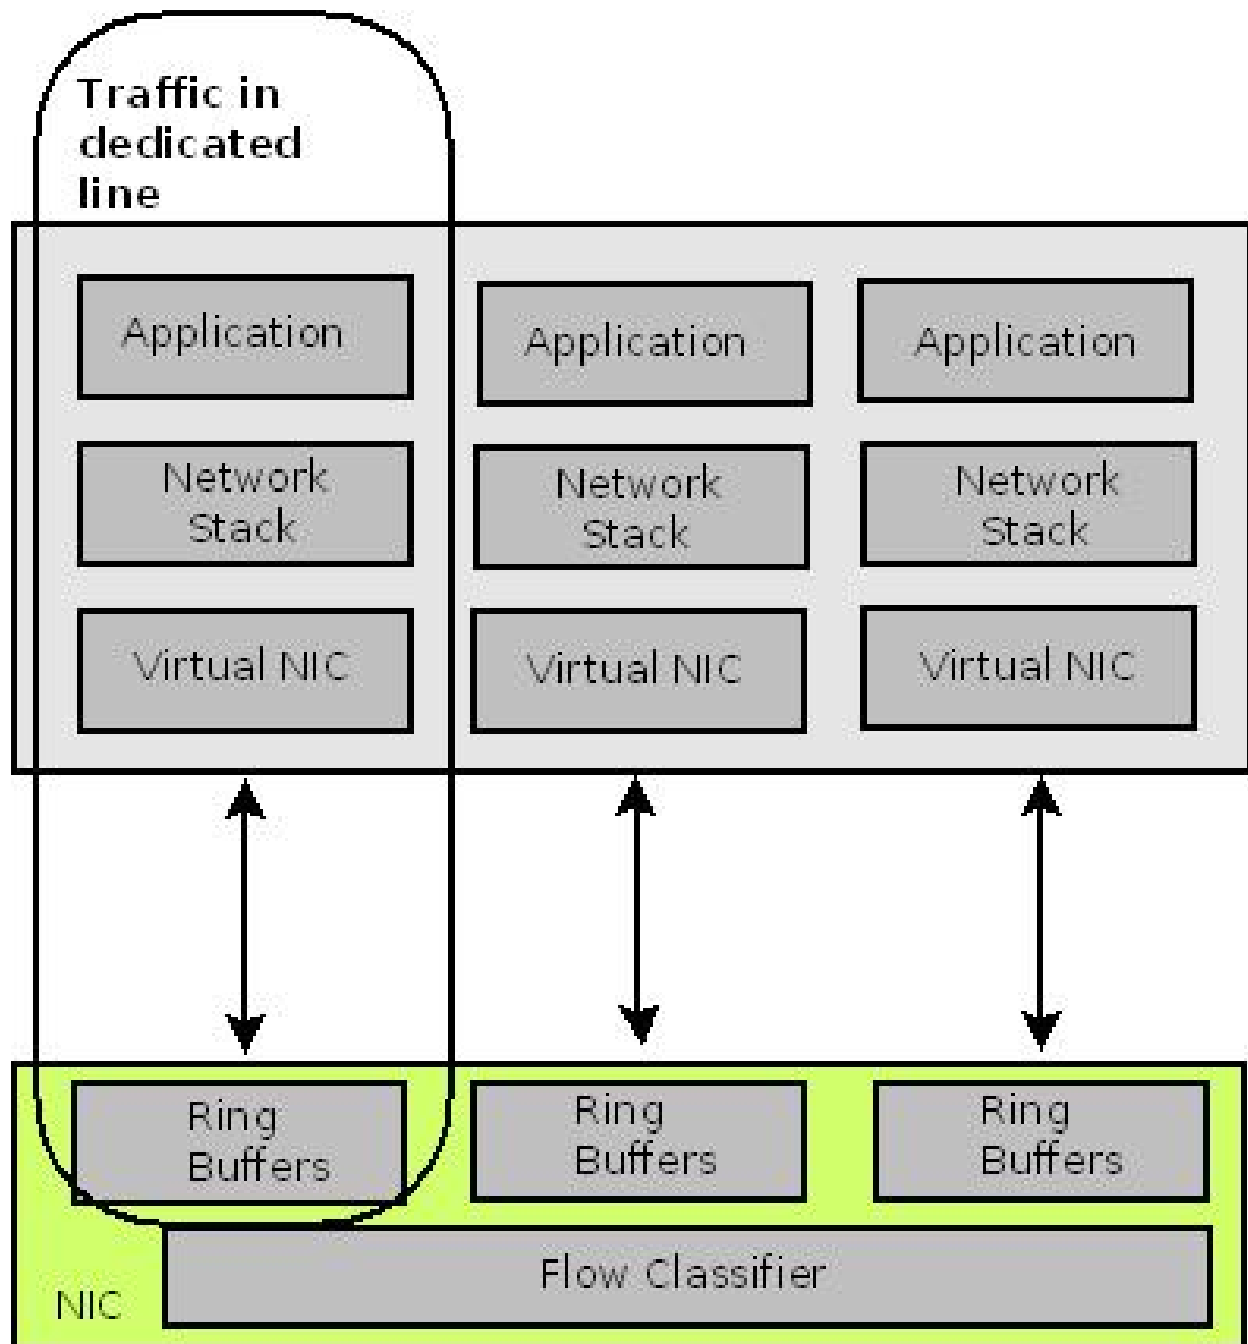 Traffic in
dedicated
line
Application
Application
Application
Network
Stack
Network
Stack
Network
Stack
Virtual NIC
Virtual NIC
Virtual NIC
Ring
Buffers
Ring
Buffers
Ring
Buffers
Flow Classifier
NIC